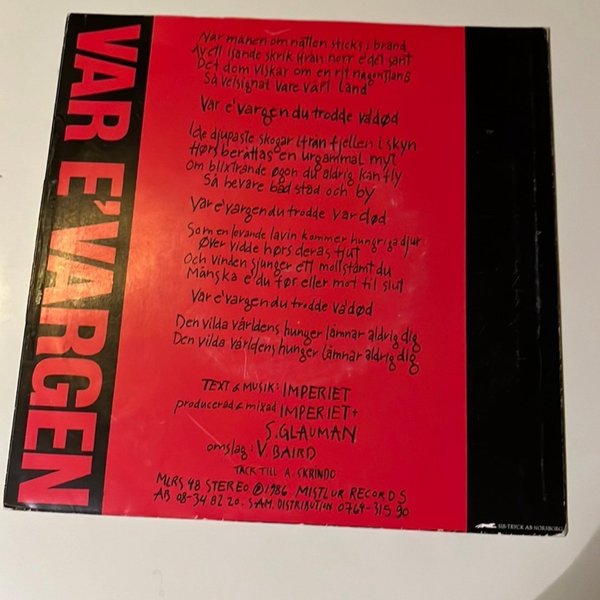 VAR E' VARGEN
När månen om natten sticks i brand
Av ett isande skrik ifrån norr e det sant
Det dom viskar om en rit någonstans
Så velsignat vare vårt land
Var e' vargen du trodde va' død
I de djupaste skogar ifrån fjellen i skyn
Hørs berättas en urgammal myt
om blixtrande øgon du aldrig kan fly
Så bevare båd stad och by
Var e' vargen du trodde var død
Som en levande lavin kommer hungriga djur
Øver vidde hørs deras tjut
Och vinden sjunger ett mollstämt du
Mänska e' du før eller mot til slut
Var e' vargen du trodde va' død
Den vilda världens hunger lämnar aldrig dig
Den vilda världens hunger lämnar aldrig dig
TEXT & MUSIK: IMPERIET
producerad & mixad IMPERIET +
S. GLAUMAN
omslag: V. BAIRD
TACK TILL A. SKRINDO
MLRS 48 STEREO ℗ 1986. MISTLUR RECORDS
AB 08-34 82 20. S.A.M. DISTRIBUTION 0764-315 90
SIB-TRYCK AB NORSBORG